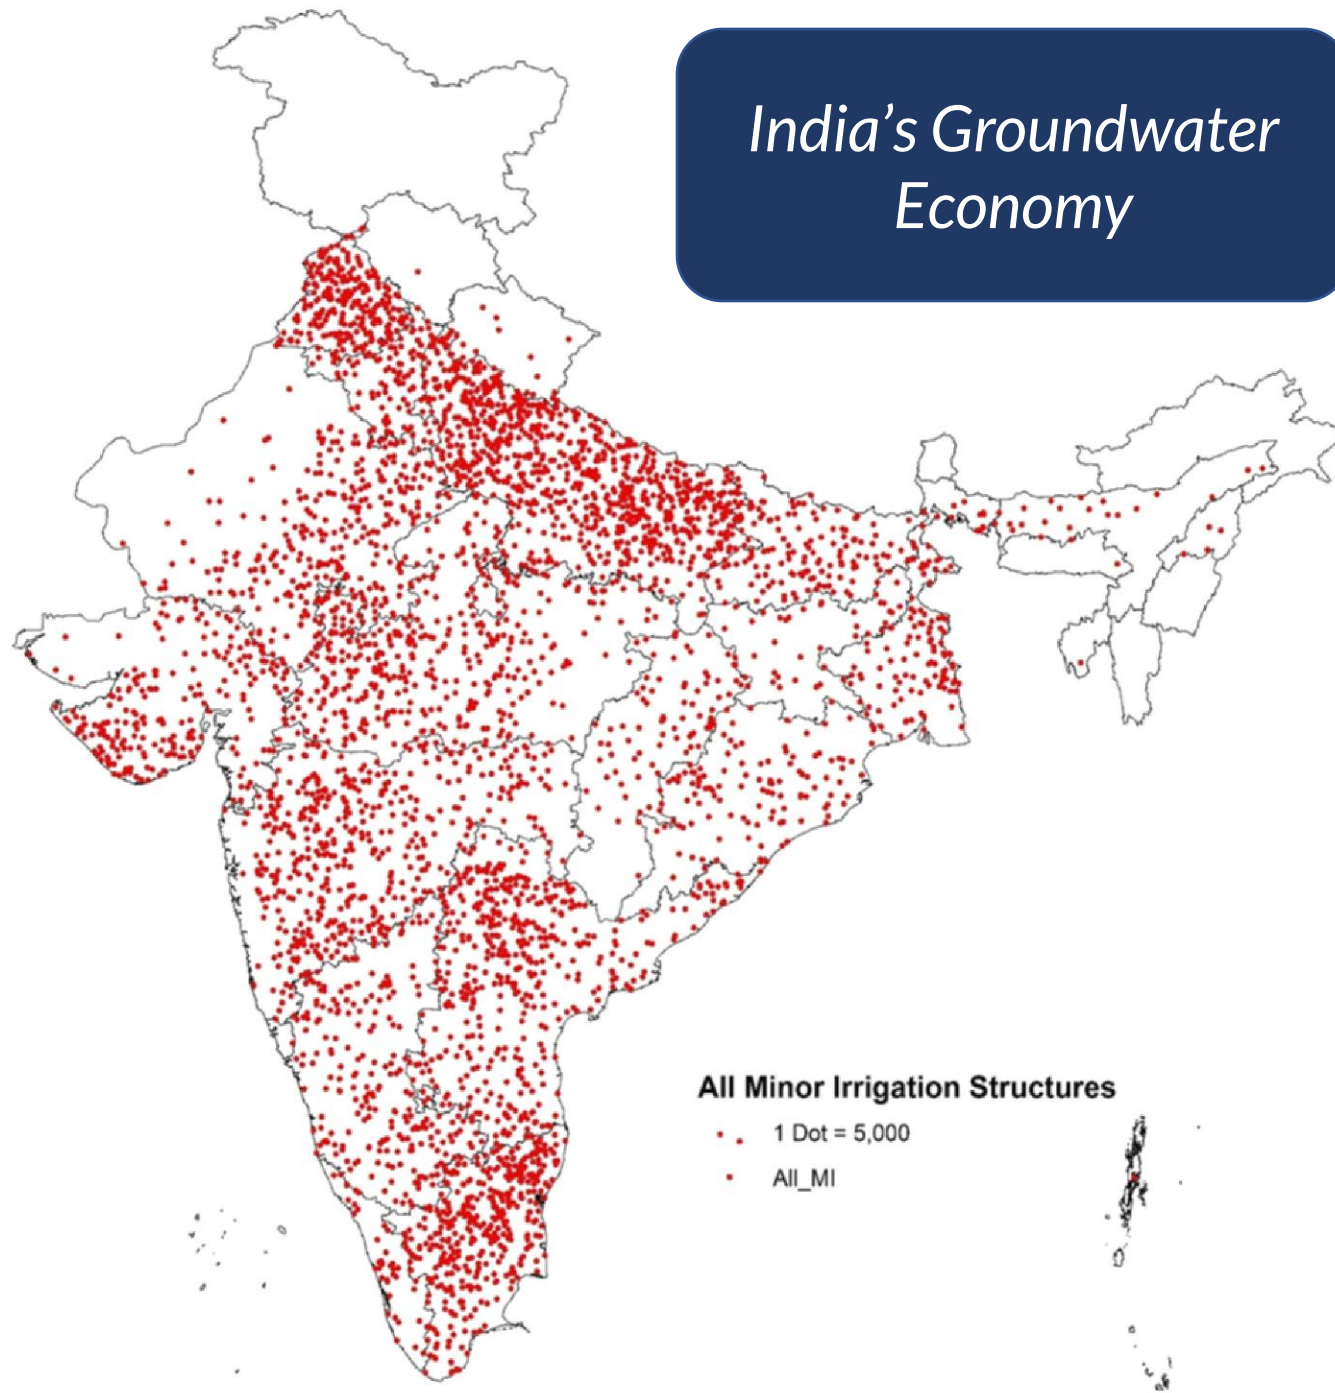 India’s Groundwater
Economy
All Minor Irrigation Structures
1 Dot = 5,000
All_MI